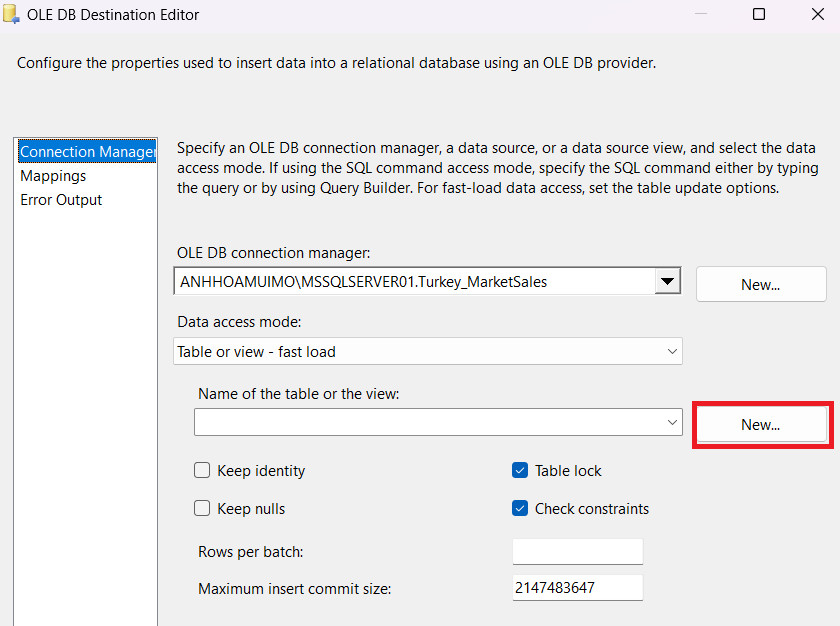 OLE DB Destination Editor
Configure the properties used to insert data into a relational database using an OLE DB provider.
Connection Manager
Mappings
Error Output
Specify an OLE DB connection manager, a data source, or a data source view, and select the data
access mode. If using the SQL command access mode, specify the SQL command either by typing
the query or by using Query Builder. For fast-load data access, set the table update options.
OLE DB connection manager:
ANHHOAMUIMO\MSSQLSERVER01.Turkey_MarketSales
New...
Data access mode:
Table or view - fast load
Name of the table or the view:
New...
Keep identity
Table lock
Keep nulls
Check constraints
Rows per batch:
Maximum insert commit size:
2147483647